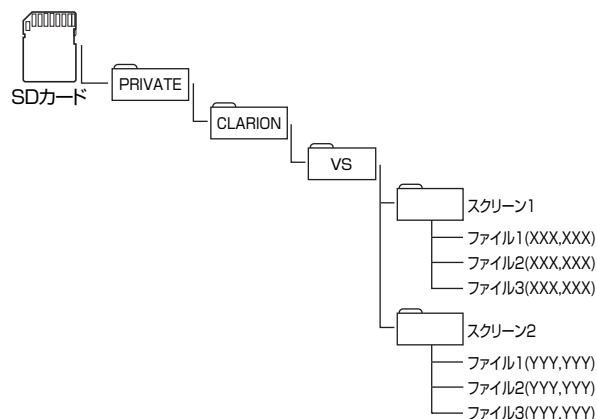 SDカード
PRIVATE
CLARION
VS
スクリーン1
ファイル1(XXX,XXX)
ファイル2(XXX,XXX)
ファイル3(XXX,XXX)
スクリーン2
ファイル1(YYY,YYY)
ファイル2(YYY,YYY)
ファイル3(YYY,YYY)